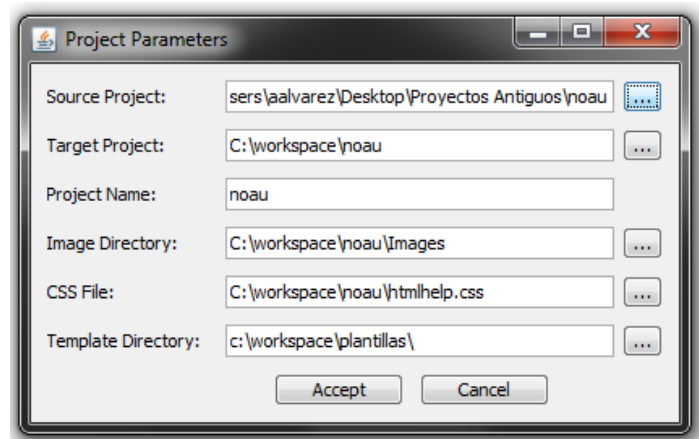 Project Parameters
Source Project: sers\aalvarez\Desktop\Proyectos Antiguos\noau ...
Target Project: C:\workspace\noau ...
Project Name: noau
Image Directory: C:\workspace\noau\Images ...
CSS File: C:\workspace\noau\htmlhelp.css ...
Template Directory: c:\workspace\plantillas\ ...
Accept Cancel